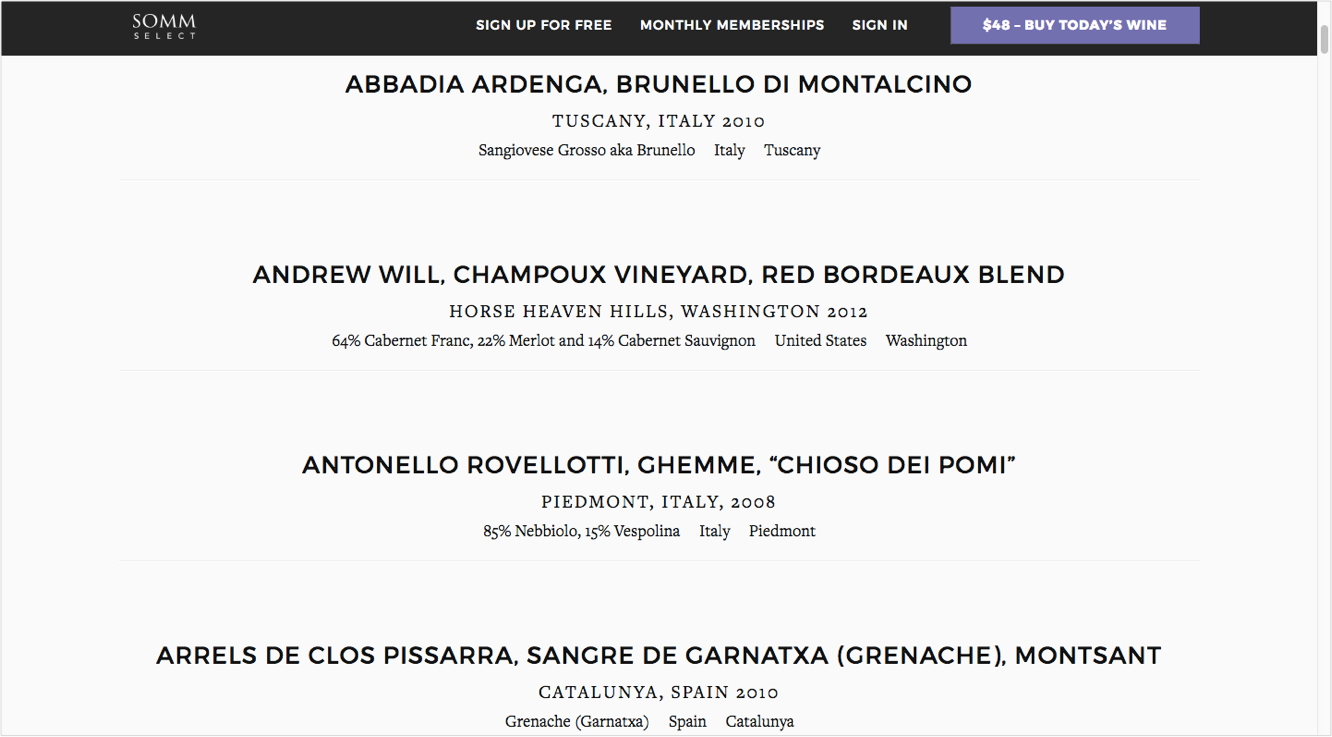 SOMM
SELECT
SIGN UP FOR FREE MONTHLY MEMBERSHIPS SIGN IN $48 – BUY TODAY'S WINE
ABBADIA ARDENGA, BRUNELLO DI MONTALCINO
TUSCANY, ITALY 2010
Sangiovese Grosso aka Brunello Italy Tuscany
ANDREW WILL, CHAMPOUX VINEYARD, RED BORDEAUX BLEND
HORSE HEAVEN HILLS, WASHINGTON 2012
64% Cabernet Franc, 22% Merlot and 14% Cabernet Sauvignon United States Washington
ANTONELLO ROVELLOTTI, GHEMME, “CHIOSO DEI POMI”
PIEDMONT, ITALY, 2008
85% Nebbiolo, 15% Vespolina Italy Piedmont
ARRELS DE CLOS PISSARRA, SANGRE DE GARNATXA (GRENACHE), MONTSANT
CATALUNYA, SPAIN 2010
Grenache (Garnatxa) Spain Catalunya